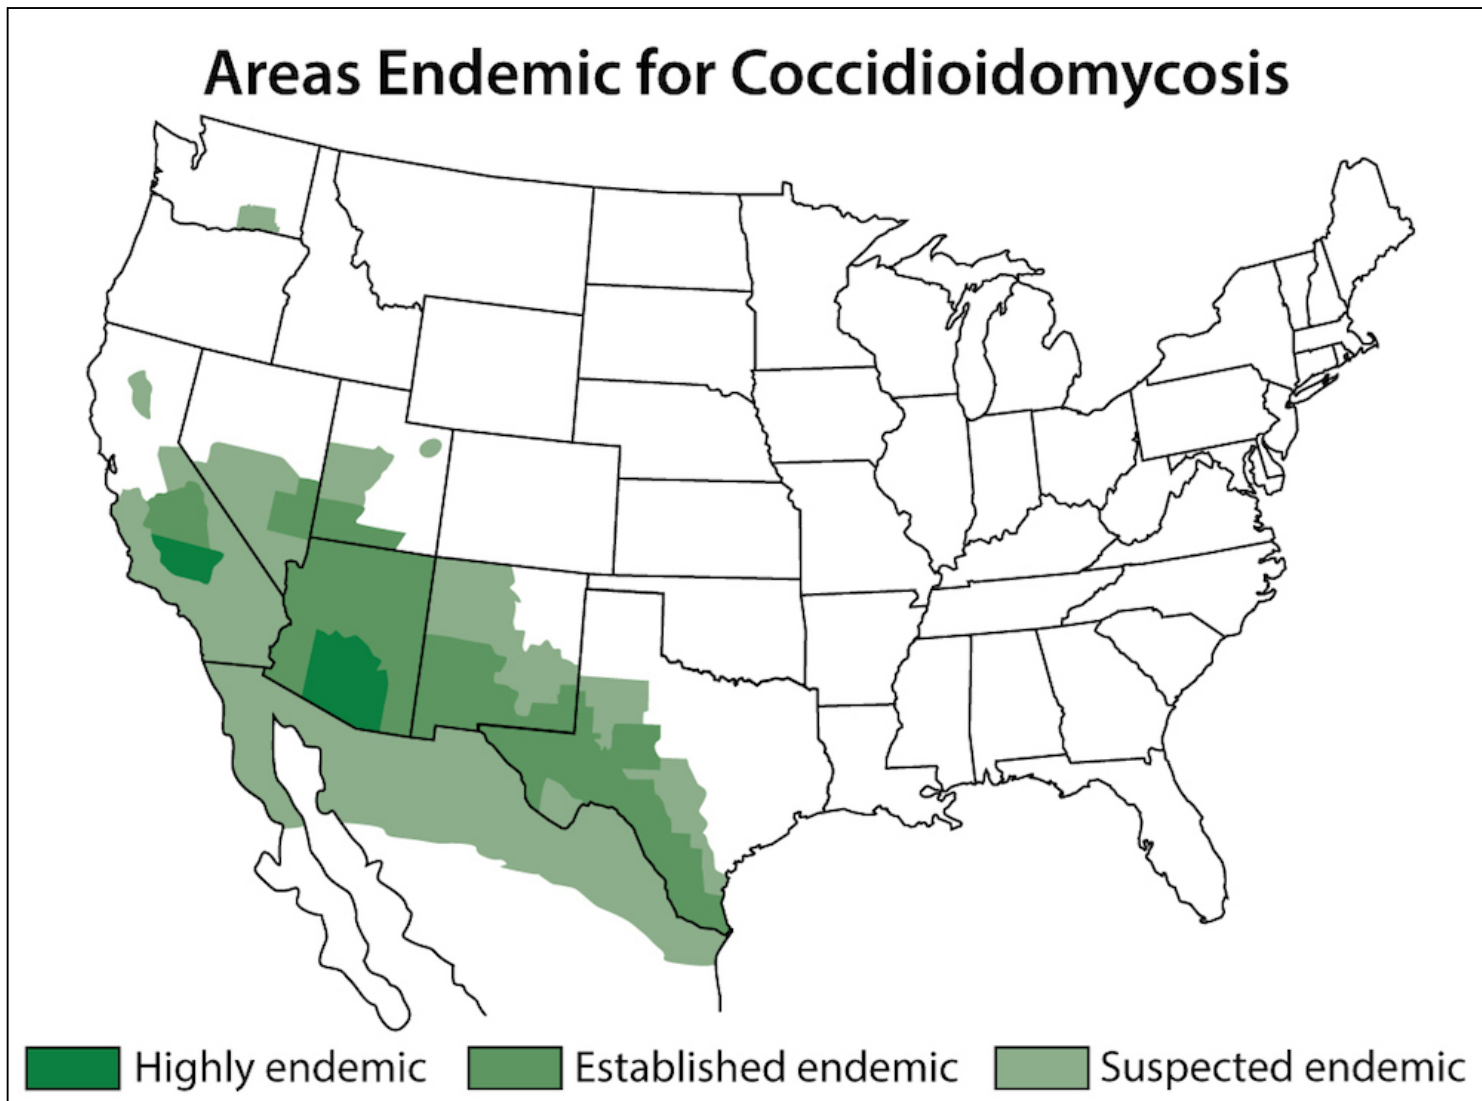 Areas Endemic for Coccidioidomycosis
Highly endemic
Established endemic
Suspected endemic